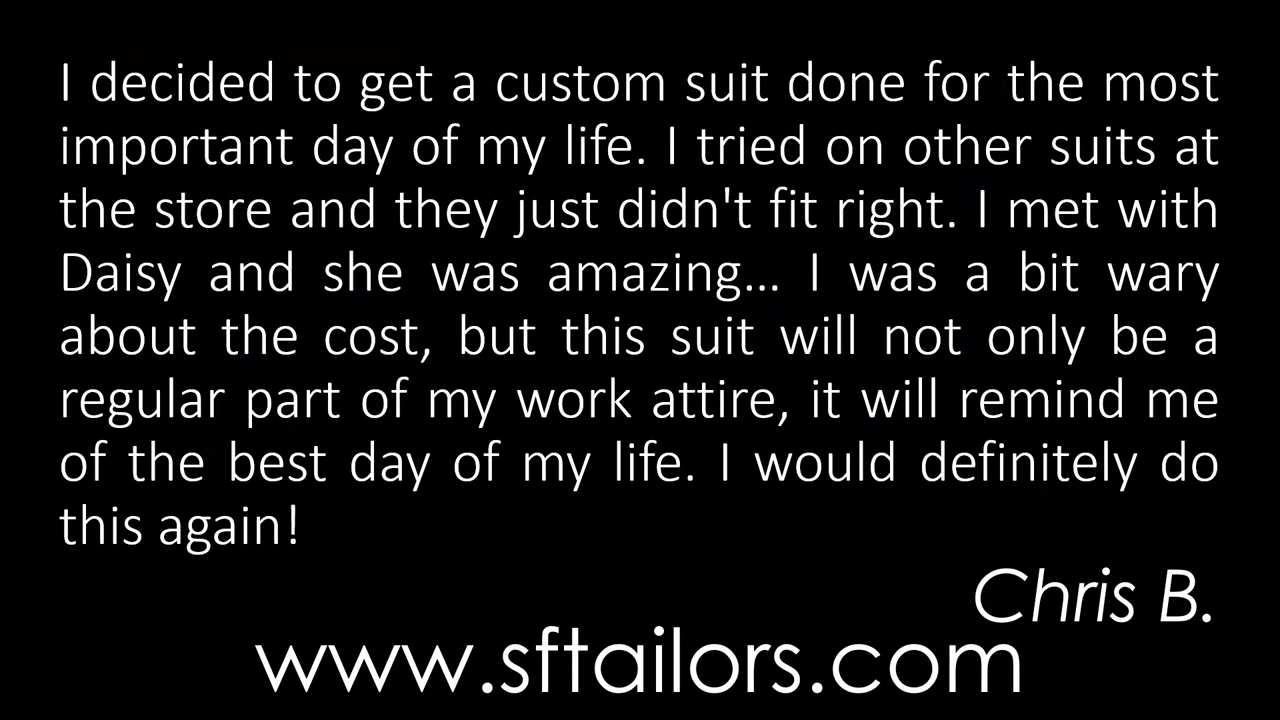 I decided to get a custom suit done for the most
important day of my life. I tried on other suits at
the store and they just didn't fit right. I met with
Daisy and she was amazing... I was a bit wary
about the cost, but this suit will not only be a
regular part of my work attire, it will remind me
of the best day of my life. I would definitely do
this again!
Chris B.
www.sftailors.com